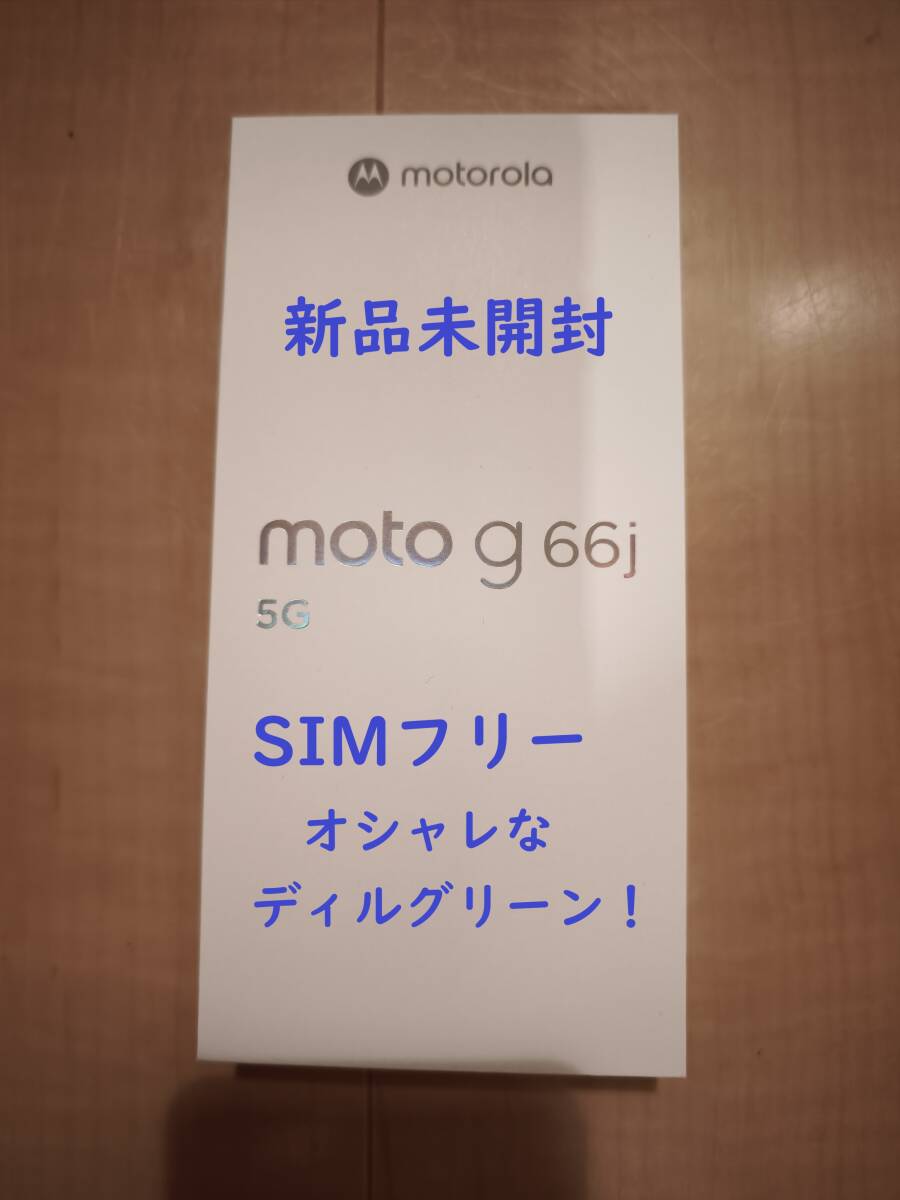 motorola
新品未開封
moto g 66j
5G
SIMフリー
オシャレな
ディルグリーン！